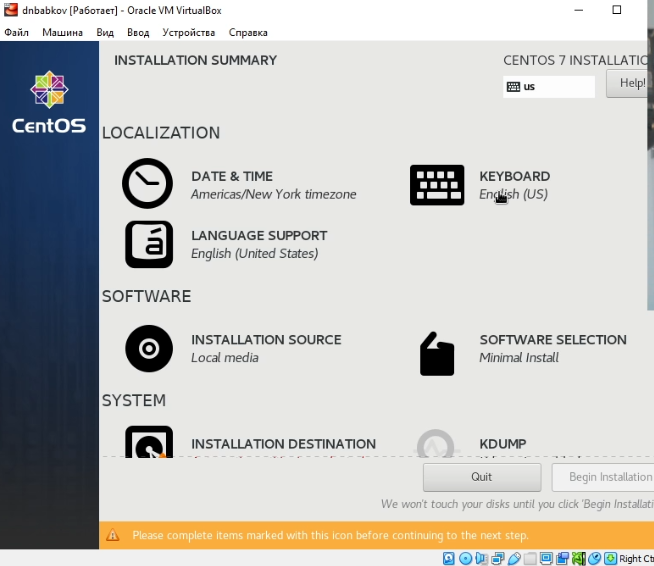 dnbabkov [Работает] - Oracle VM VirtualBox
Файл Машина Вид Ввод Устройства Справка
INSTALLATION SUMMARY
CENTOS 7 INSTALLATIO
us
Help!
CentOS
LOCALIZATION
DATE & TIME
Americas/New York timezone
KEYBOARD
English (US)
LANGUAGE SUPPORT
English (United States)
SOFTWARE
INSTALLATION SOURCE
Local media
SOFTWARE SELECTION
Minimal Install
SYSTEM
INSTALLATION DESTINATION
KDUMP
Quit
Begin Installation
We won't touch your disks until you click 'Begin Installati
Please complete items marked with this icon before continuing to the next step.
Right Ctr